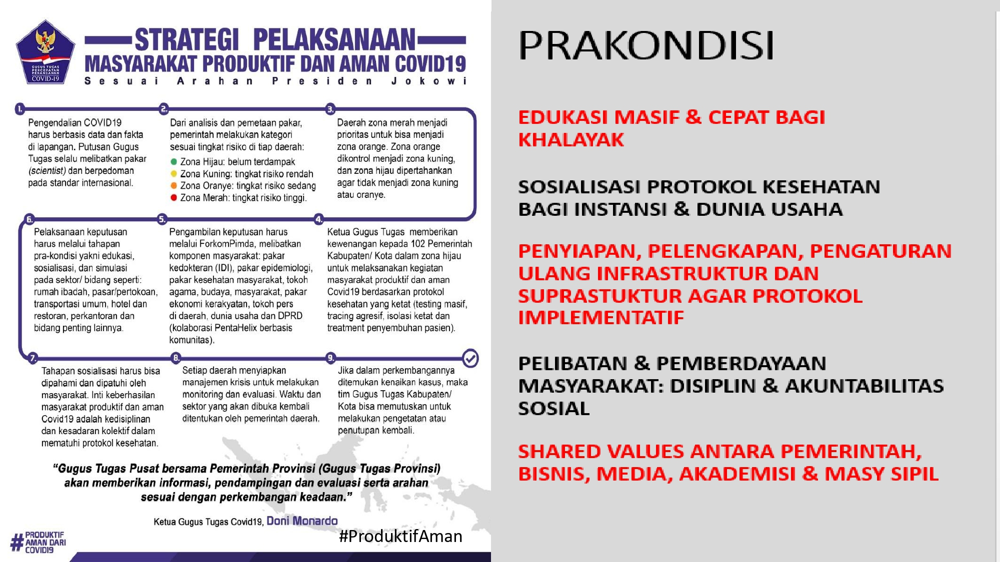 GUGUS TUGAS
PERCEPATAN
PENANGANAN
COVID-19
STRATEGI PELAKSANAAN
MASYARAKAT PRODUKTIF DAN AMAN COVID19
Sesuai Arahan Presiden Jokowi
1.
Pengendalian COVID19
harus berbasis data dan fakta
di lapangan. Putusan Gugus
Tugas selalu melibatkan pakar
(scientist) dan berpedoman
pada standar internasional.
2.
Dari analisis dan pemetaan pakar,
pemerintah melakukan kategori
sesuai tingkat risiko di tiap daerah:
Zona Hijau: belum terdampak
Zona Kuning: tingkat risiko rendah
Zona Oranye: tingkat risiko sedang
Zona Merah: tingkat risiko tinggi.
3.
Daerah zona merah menjadi
prioritas untuk bisa menjadi
zona orange. Zona orange
dikontrol menjadi zona kuning,
dan zona hijau dipertahankan
agar tidak menjadi zona kuning
atau oranye.
4.
Ketua Gugus Tugas memberikan
kewenangan kepada 102 Pemerintah
Kabupaten/ Kota dalam zona hijau
untuk melaksanakan kegiatan
masyarakat produktif dan aman
Covid19 berdasarkan protokol
kesehatan yang ketat (testing masif,
tracing agresif, isolasi ketat dan
treatment penyembuhan pasien).
5.
Pengambilan keputusan harus
melalui ForkomPimda, melibatkan
komponen masyarakat: pakar
kedokteran (IDI), pakar epidemiologi,
pakar kesehatan masyarakat, tokoh
agama, budaya, masyarakat, pakar
ekonomi kerakyatan, tokoh pers
di daerah, dunia usaha dan DPRD
(kolaborasi PentaHelix berbasis
komunitas).
6.
Pelaksanaan keputusan
harus melalui tahapan
pra-kondisi yakni edukasi,
sosialisasi, dan simulasi
pada sektor/ bidang seperti:
rumah ibadah, pasar/pertokoan,
transportasi umum, hotel dan
restoran, perkantoran dan
bidang penting lainnya.
7.
Tahapan sosialisasi harus bisa
dipahami dan dipatuhi oleh
masyarakat. Inti keberhasilan
masyarakat produktif dan aman
Covid19 adalah kedisiplinan
dan kesadaran kolektif dalam
mematuhi protokol kesehatan.
8.
Setiap daerah menyiapkan
manajemen krisis untuk melakukan
monitoring dan evaluasi. Waktu dan
sektor yang akan dibuka kembali
ditentukan oleh pemerintah daerah.
9.
Jika dalam perkembangannya
ditemukan kenaikan kasus, maka
tim Gugus Tugas Kabupaten/
Kota bisa memutuskan untuk
melakukan pengetatan atau
penutupan kembali.
“Gugus Tugas Pusat bersama Pemerintah Provinsi (Gugus Tugas Provinsi)
akan memberikan informasi, pendampingan dan evaluasi serta arahan
sesuai dengan perkembangan keadaan.”
Ketua Gugus Tugas Covid19, Doni Monardo
#ProduktifAman
# PRODUKTIF
AMAN DARI
COVID19
PRAKONDISI
EDUKASI MASIF & CEPAT BAGI
KHALAYAK
SOSIALISASI PROTOKOL KESEHATAN
BAGI INSTANSI & DUNIA USAHA
PENYIAPAN, PELENGKAPAN, PENGATURAN
ULANG INFRASTRUKTUR DAN
SUPRASTUKTUR AGAR PROTOKOL
IMPLEMENTATIF
PELIBATAN & PEMBERDAYAAN
MASYARAKAT: DISIPLIN & AKUNTABILITAS
SOSIAL
SHARED VALUES ANTARA PEMERINTAH,
BISNIS, MEDIA, AKADEMISI & MASY SIPIL